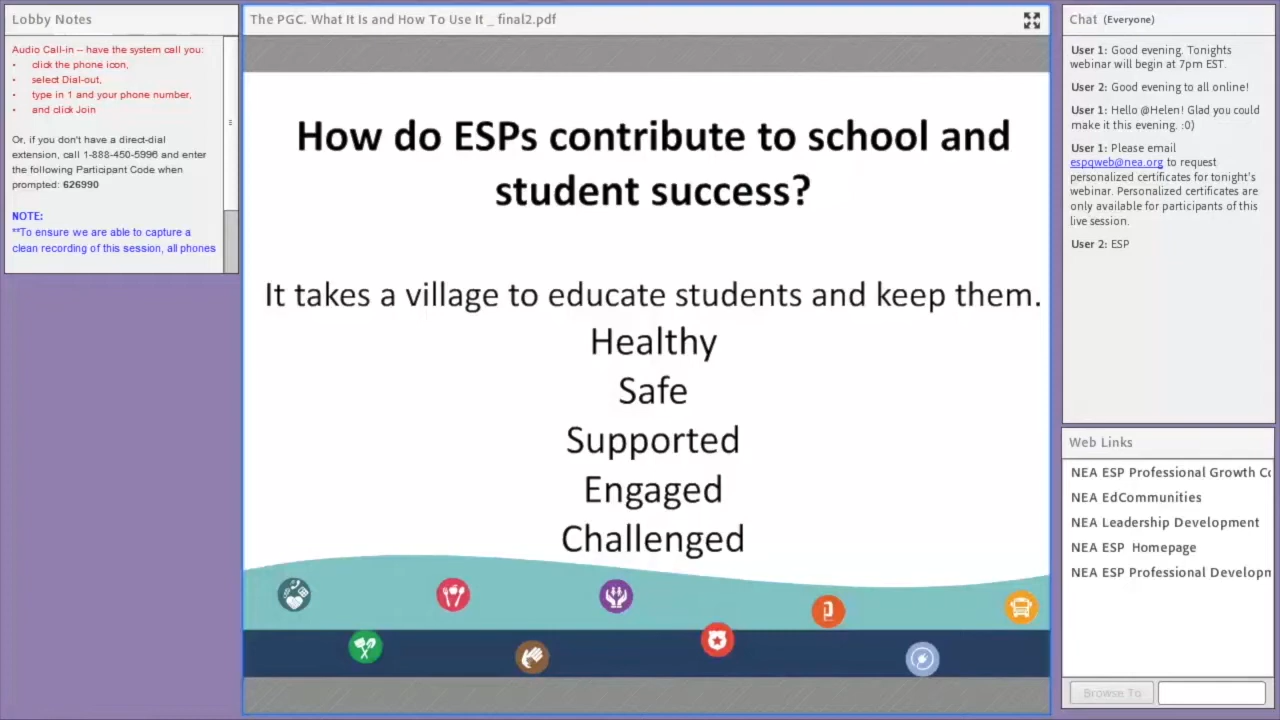 Lobby Notes
Audio Call-in – have the system call you:
• click the phone icon,
• select Dial-out,
• type in 1 and your phone number,
• and click Join
Or, if you don't have a direct-dial
extension, call 1-888-450-5996 and enter
the following Participant Code when
prompted: 626990
NOTE:
**To ensure we are able to capture a
clean recording of this session, all phones
The PGC. What It Is and How To Use It _ final2.pdf
How do ESPs contribute to school and
student success?
It takes a village to educate students and keep them.
Healthy
Safe
Supported
Engaged
Challenged
Chat (Everyone)
User 1: Good evening. Tonights
webinar will begin at 7pm EST.
User 2: Good evening to all online!
User 1: Hello @Helen! Glad you could
make it this evening. :0)
User 1: Please email
espqweb@nea.org to request
personalized certificates for tonight's
webinar. Personalized certificates are
only available for participants of this
live session.
User 2: ESP
Web Links
NEA ESP Professional Growth Co
NEA EdCommunities
NEA Leadership Development
NEA ESP Homepage
NEA ESP Professional Developm
Browse To